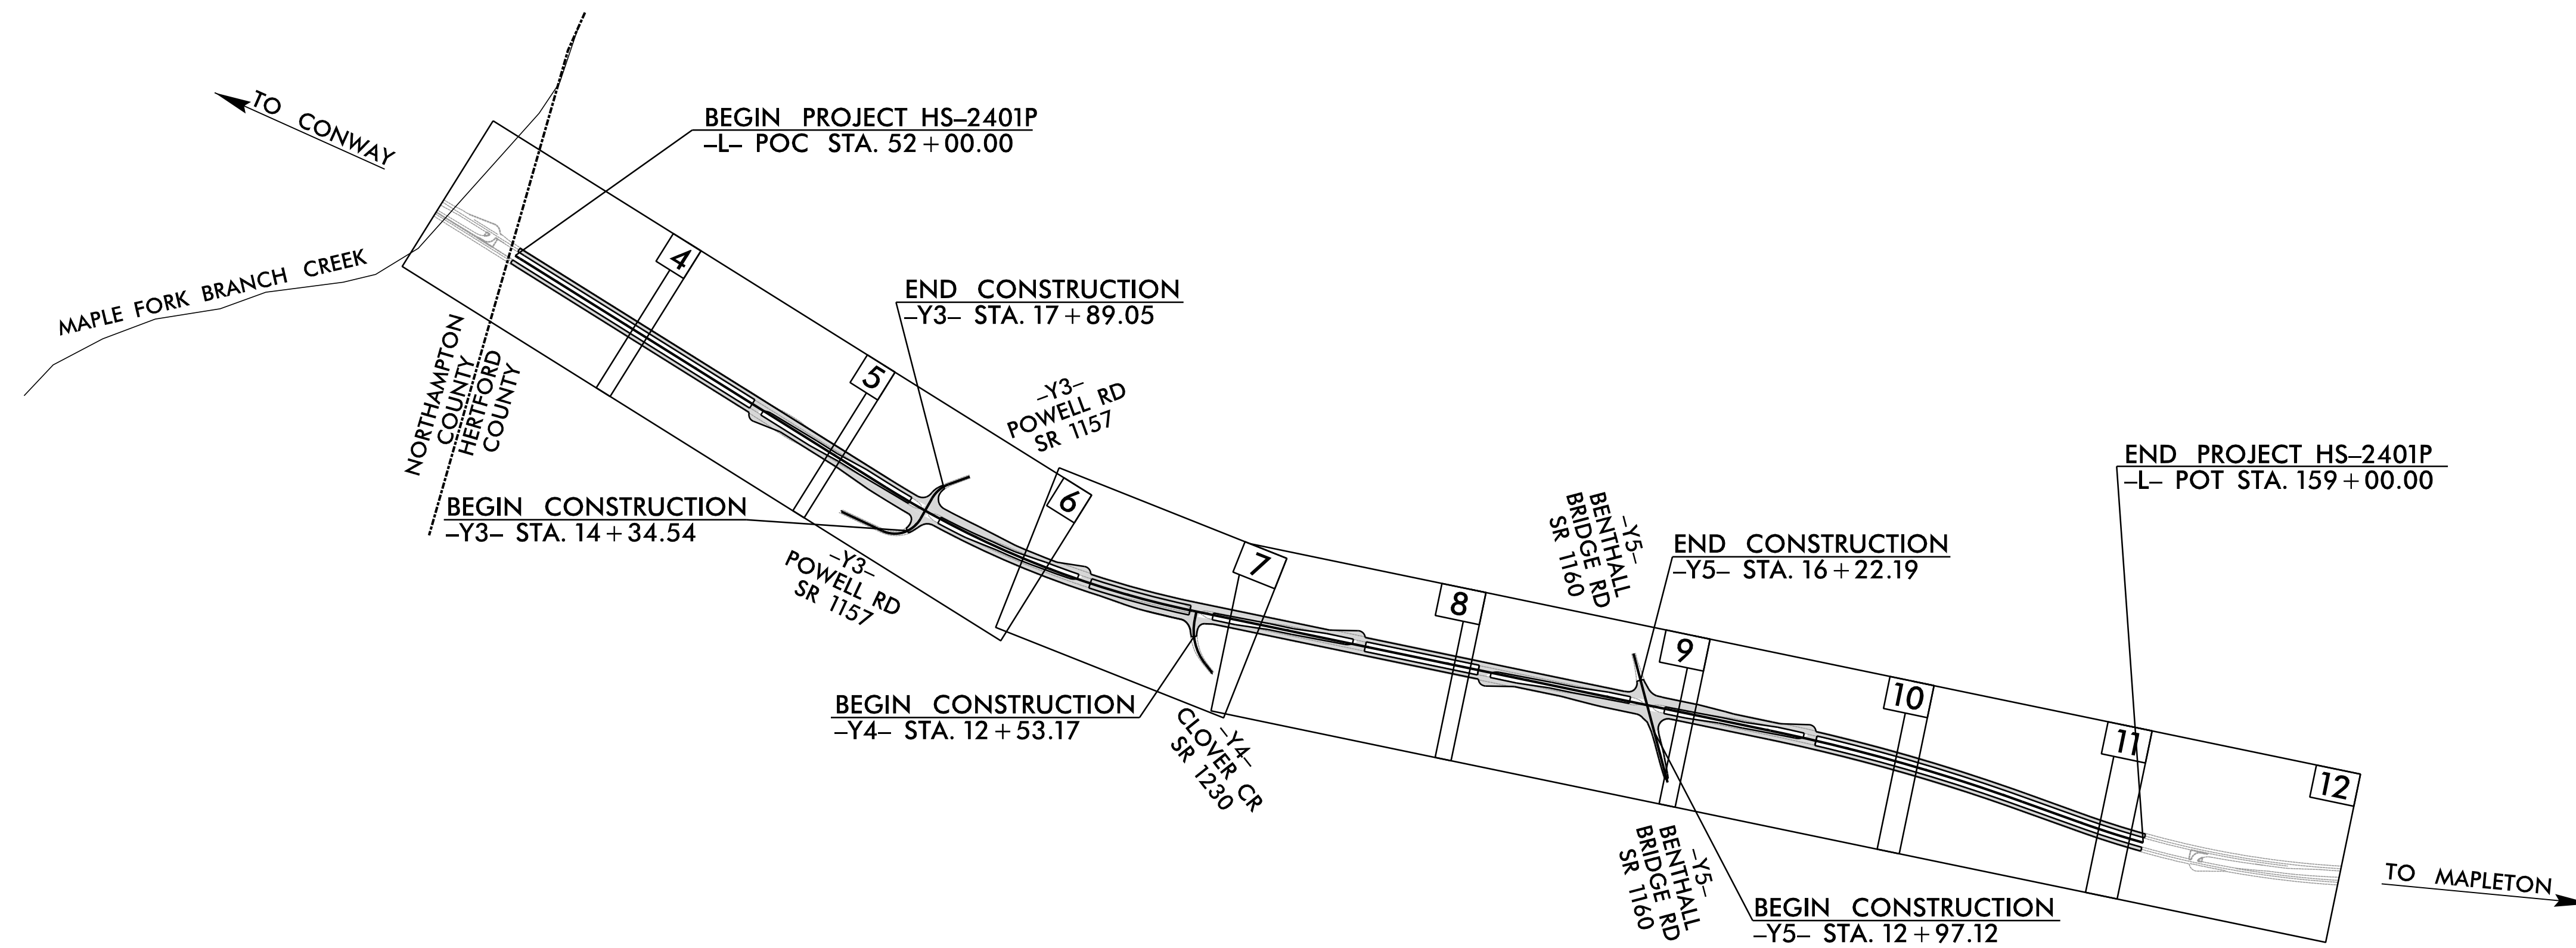 TO CONWAY
BEGIN PROJECT HS–2401P
–L– POC STA. 52+00.00
MAPLE FORK BRANCH CREEK
NORTHAMPTON
COUNTY
HERTFORD
COUNTY
4
END CONSTRUCTION
–Y3– STA. 17+89.05
5
–Y3–
POWELL RD
SR 1157
BEGIN CONSTRUCTION
–Y3– STA. 14+34.54
6
–Y3–
POWELL RD
SR 1157
7
BEGIN CONSTRUCTION
–Y4– STA. 12+53.17
–Y4–
CLOVER CR
SR 1230
8
–Y5–
BENTHALL
BRIDGE RD
SR 1160
END CONSTRUCTION
–Y5– STA. 16+22.19
9
–Y5–
BENTHALL
BRIDGE RD
SR 1160
BEGIN CONSTRUCTION
–Y5– STA. 12+97.12
10
END PROJECT HS–2401P
–L– POT STA. 159+00.00
11
12
TO MAPLETON